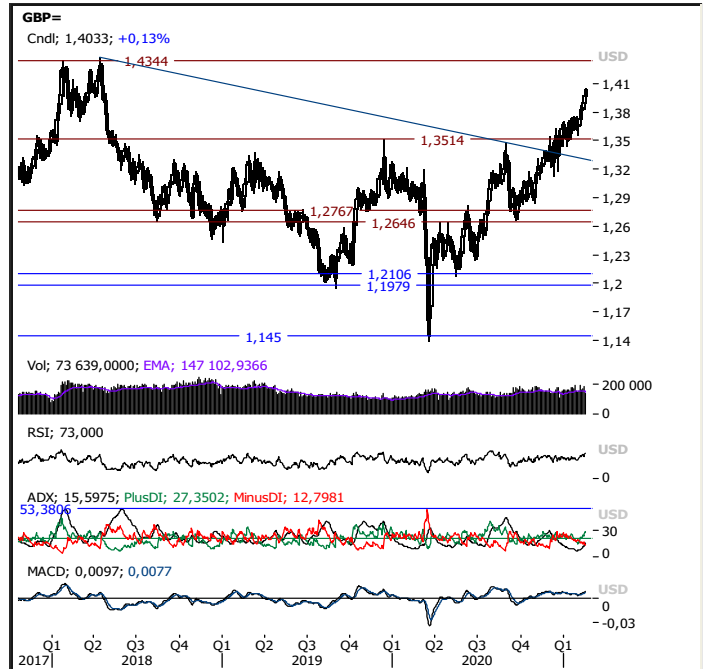 GBP=
Cndl; 1,4033; +0,13%
USD
1,4344
1,41
1,38
1,35
1,3514
1,32
1,29
1,2767
1,2646
1,26
1,23
1,2106
1,2
1,1979
1,17
1,145
1,14
Vol; 73 639,0000; EMA; 147 102,9366
200 000
0
RSI; 73,000
USD
0
ADX; 15,5975; PlusDI; 27,3502; MinusDI; 12,7981
53,3806
USD
30
0
MACD; 0,0097; 0,0077
USD
0
-0,03
Q1 Q2 Q3 Q4 Q1 Q2 Q3 Q4 Q1 Q2 Q3 Q4 Q1
2017 2018 2019 2020